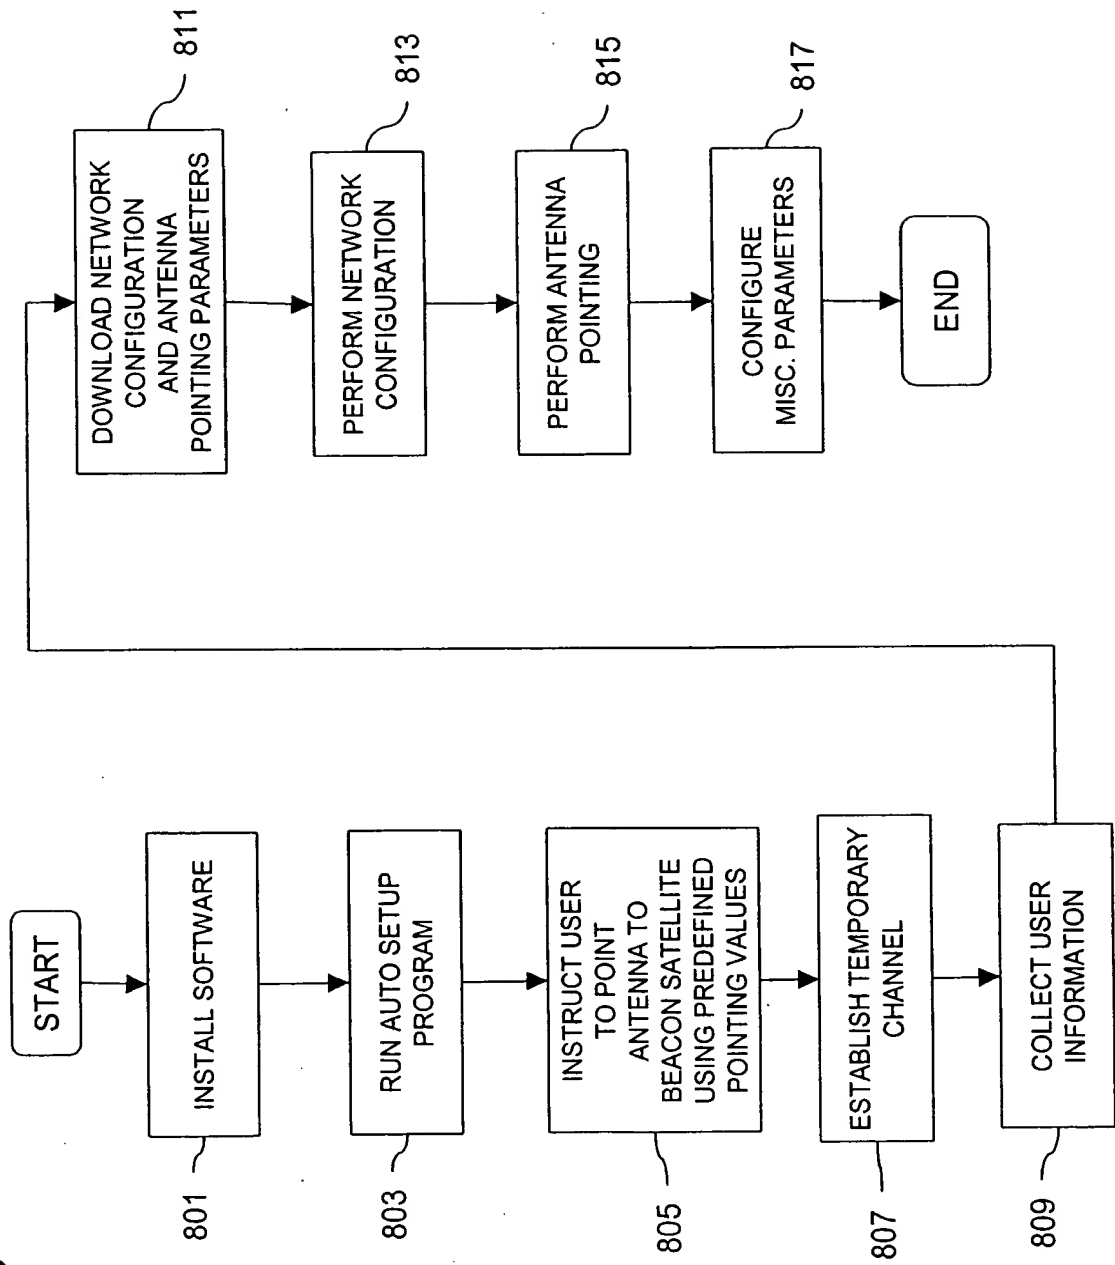 START
INSTALL SOFTWARE
801
RUN AUTO SETUP
PROGRAM
803
INSTRUCT USER
TO POINT
ANTENNA TO
BEACON SATELLITE
USING PREDEFINED
POINTING VALUES
805
ESTABLISH TEMPORARY
CHANNEL
807
COLLECT USER
INFORMATION
809
DOWNLOAD NETWORK
CONFIGURATION
AND ANTENNA
POINTING PARAMETERS
811
PERFORM NETWORK
CONFIGURATION
813
PERFORM ANTENNA
POINTING
815
CONFIGURE
MISC. PARAMETERS
817
END